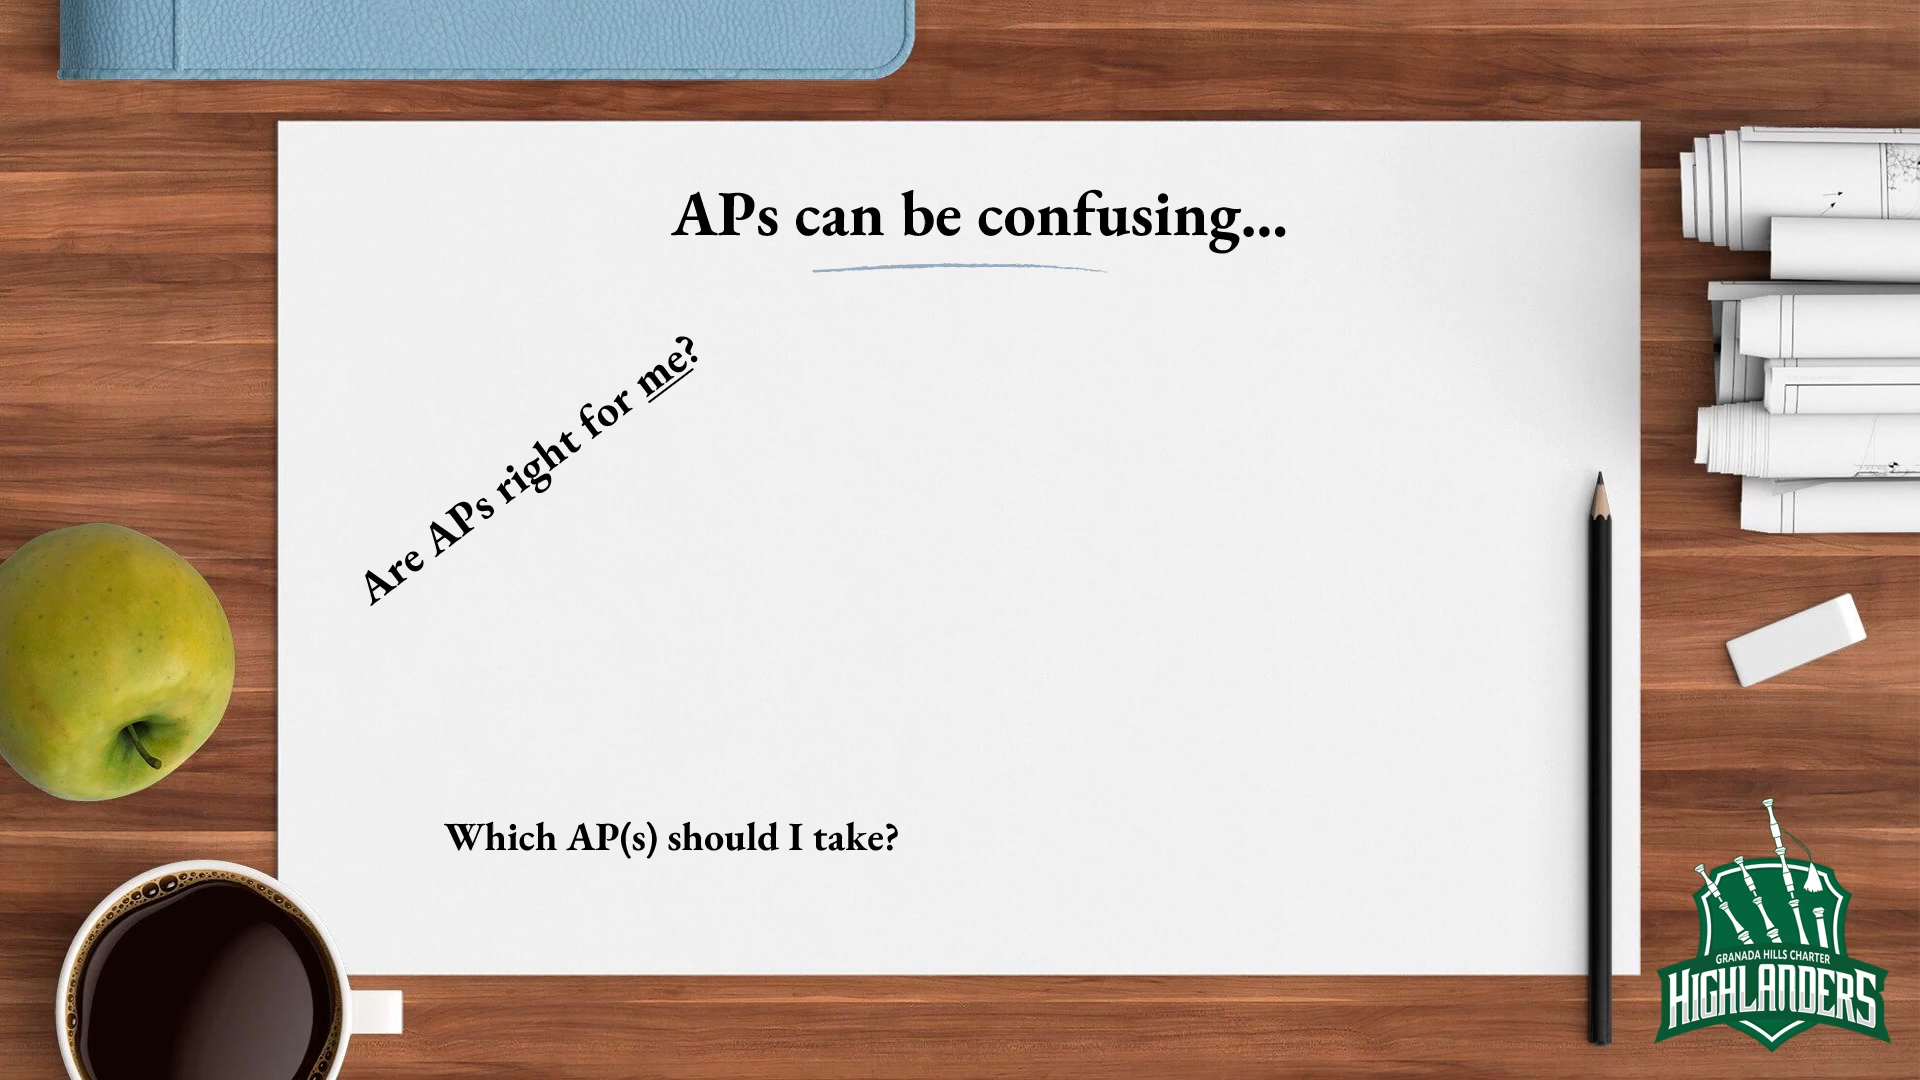 APs can be confusing...
Are APs right for me?
Which AP(s) should I take?
GRANADA HILLS CHARTER
HIGHLANDERS